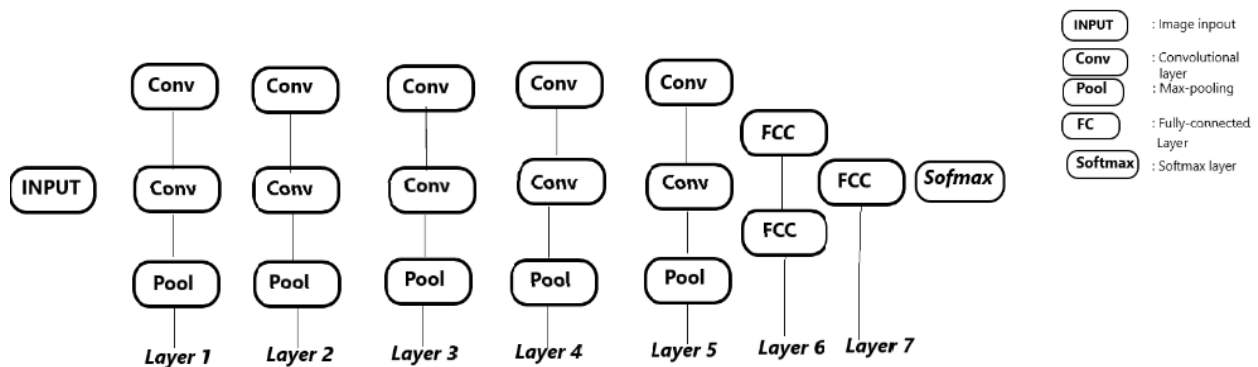 INPUT
Conv
Conv
Pool
Layer 1
Conv
Conv
Pool
Layer 2
Conv
Conv
Pool
Layer 3
Conv
Conv
Pool
Layer 4
Conv
Conv
Pool
Layer 5
FCC
FCC
Layer 6
FCC
Layer 7
Sofmax
INPUT : Image inpout
Conv : Convolutional
layer
Pool : Max-pooling
FC : Fully-connected
Layer
Softmax : Softmax layer